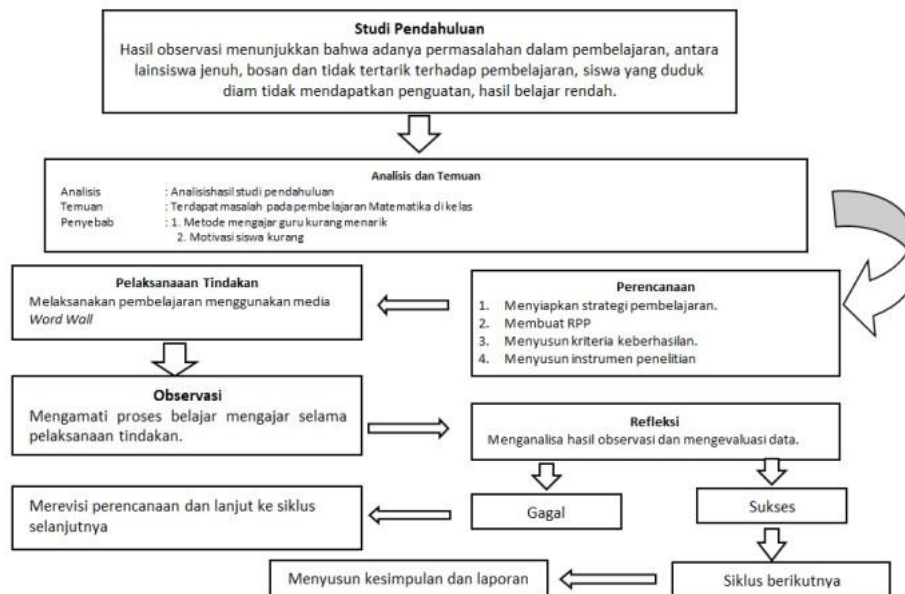 Studi Pendahuluan
Hasil observasi menunjukkan bahwa adanya permasalahan dalam pembelajaran, antara
lainsiswa jenuh, bosan dan tidak tertarik terhadap pembelajaran, siswa yang duduk
diam tidak mendapatkan penguatan, hasil belajar rendah.
Analisis dan Temuan
Analisis : Analisishasil studi pendahuluan
Temuan : Terdapat masalah pada pembelajaran Matematika di kelas
Penyebab : 1. Metode mengajar guru kurang menarik
2. Motivasi siswa kurang
Perencanaan
1. Menyiapkan strategi pembelajaran.
2. Membuat RPP
3. Menyusun kriteria keberhasilan.
4. Menyusun instrumen penelitian
Pelaksanaaan Tindakan
Melaksanakan pembelajaran menggunakan media
Word Wall
Observasi
Mengamati proses belajar mengajar selama
pelaksanaan tindakan.
Refleksi
Menganalisa hasil observasi dan mengevaluasi data.
Gagal
Sukses
Merevisi perencanaan dan lanjut ke siklus
selanjutnya
Siklus berikutnya
Menyusun kesimpulan dan laporan